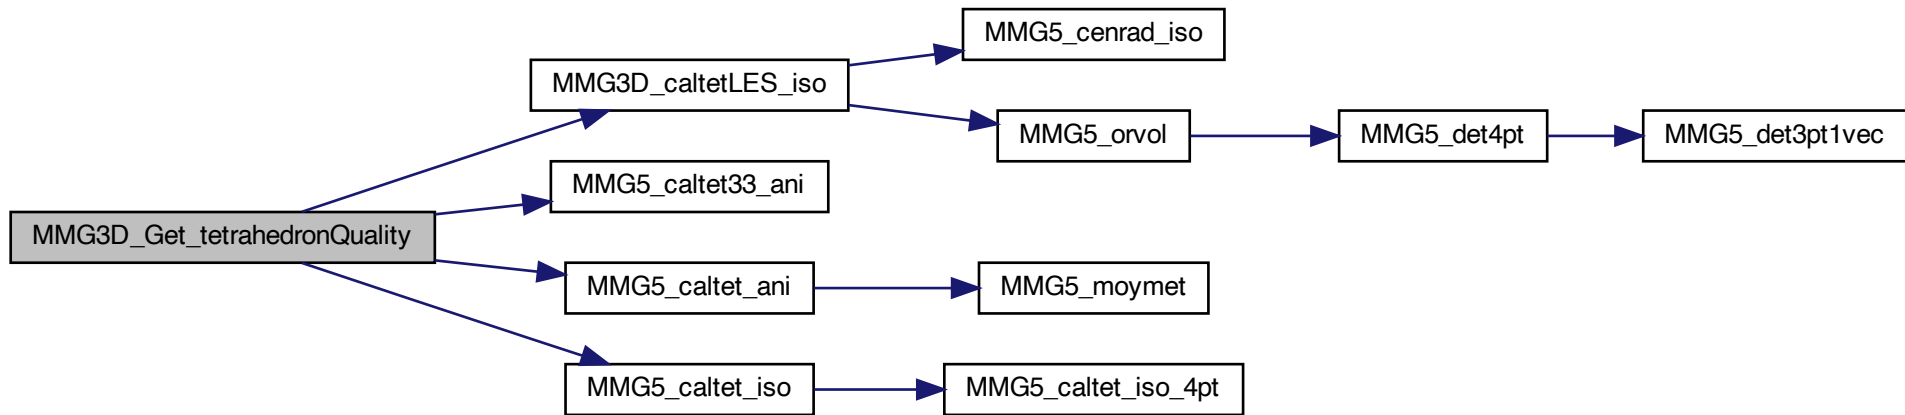 MMG5_cenrad_iso
MMG3D_caltetLES_iso
MMG5_orvol
MMG5_det4pt
MMG5_det3pt1vec
MMG5_caltet33_ani
MMG3D_Get_tetrahedronQuality
MMG5_caltet_ani
MMG5_moymet
MMG5_caltet_iso
MMG5_caltet_iso_4pt